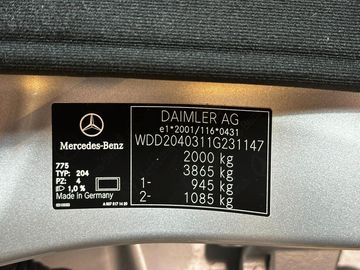 Mercedes-Benz
775
TYP: 204
PZ: 4
1,0 %
Made in Germany
DAIMLER AG
e1*2001/116*0431
WDD2040311G231147
2000 kg
3865 kg
1- 945 kg
2- 1085 kg